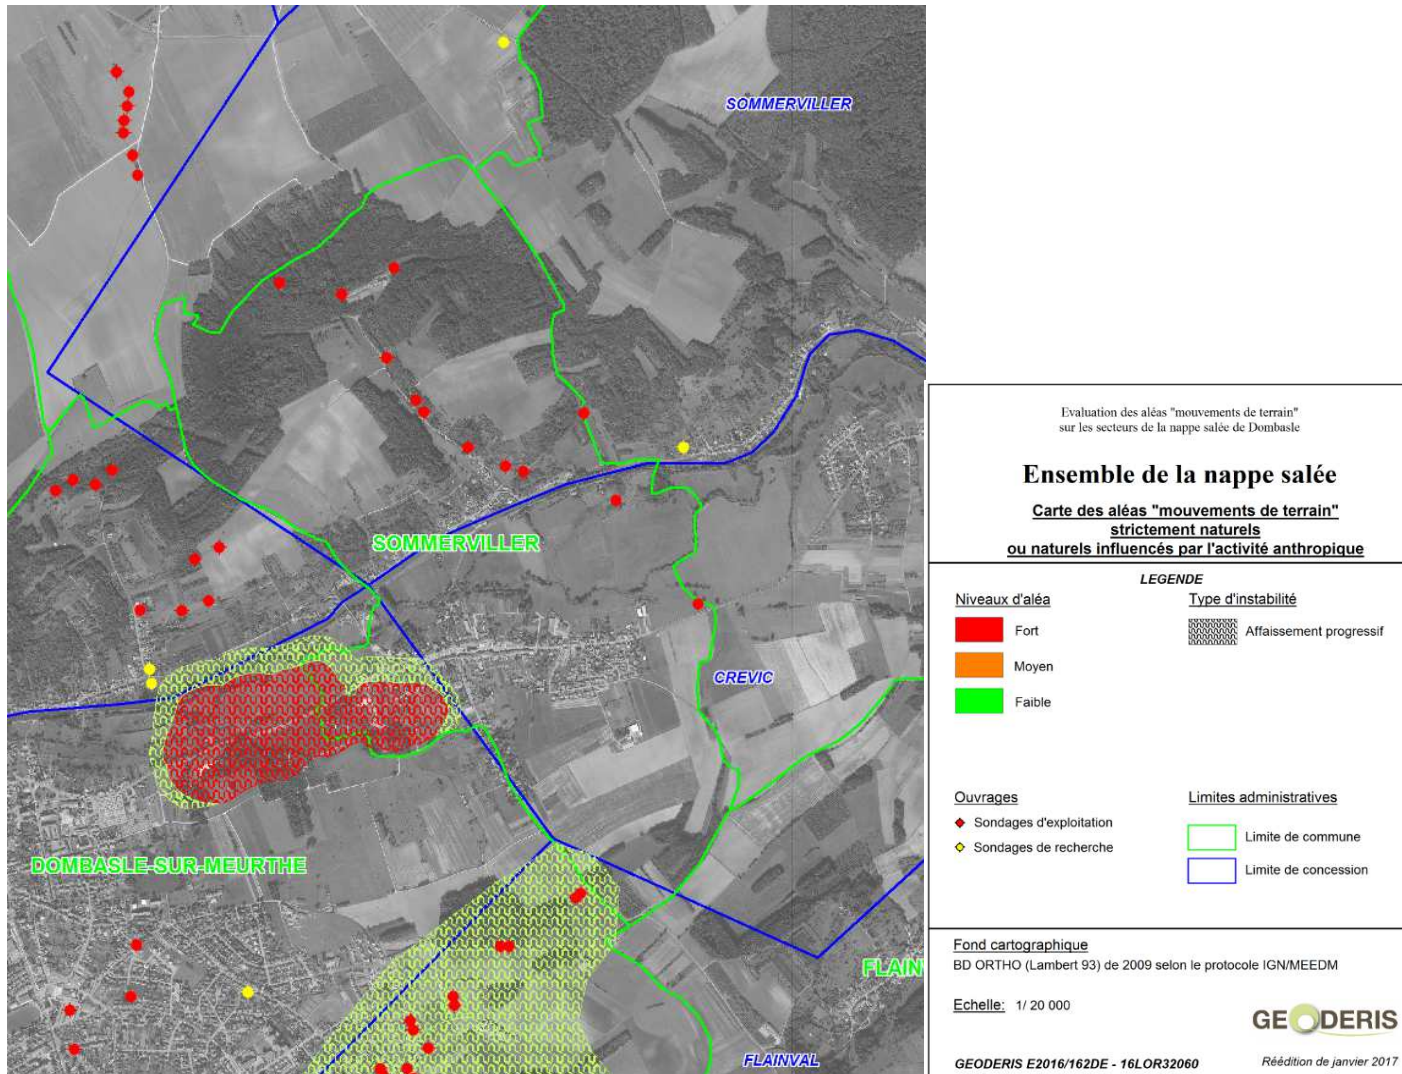 SOMMERVILLER
SOMMERVILLER
CREVIC
DOMBASLE-SUR-MEURTHE
FLAIN
FLAINVAL
Evaluation des aléas "mouvements de terrain"
sur les secteurs de la nappe salée de Dombasle
Ensemble de la nappe salée
Carte des aléas "mouvements de terrain"
strictement naturels
ou naturels influencés par l'activité anthropique
LEGENDE
Niveaux d'aléa
Type d'instabilité
Fort
Affaissement progressif
Moyen
Faible
Ouvrages
Limites administratives
Sondages d'exploitation
Limite de commune
Sondages de recherche
Limite de concession
Fond cartographique
BD ORTHO (Lambert 93) de 2009 selon le protocole IGN/MEEDM
Echelle: 1/ 20 000
GEODERIS
GEODERIS E2016/162DE - 16LOR32060
Réédition de janvier 2017